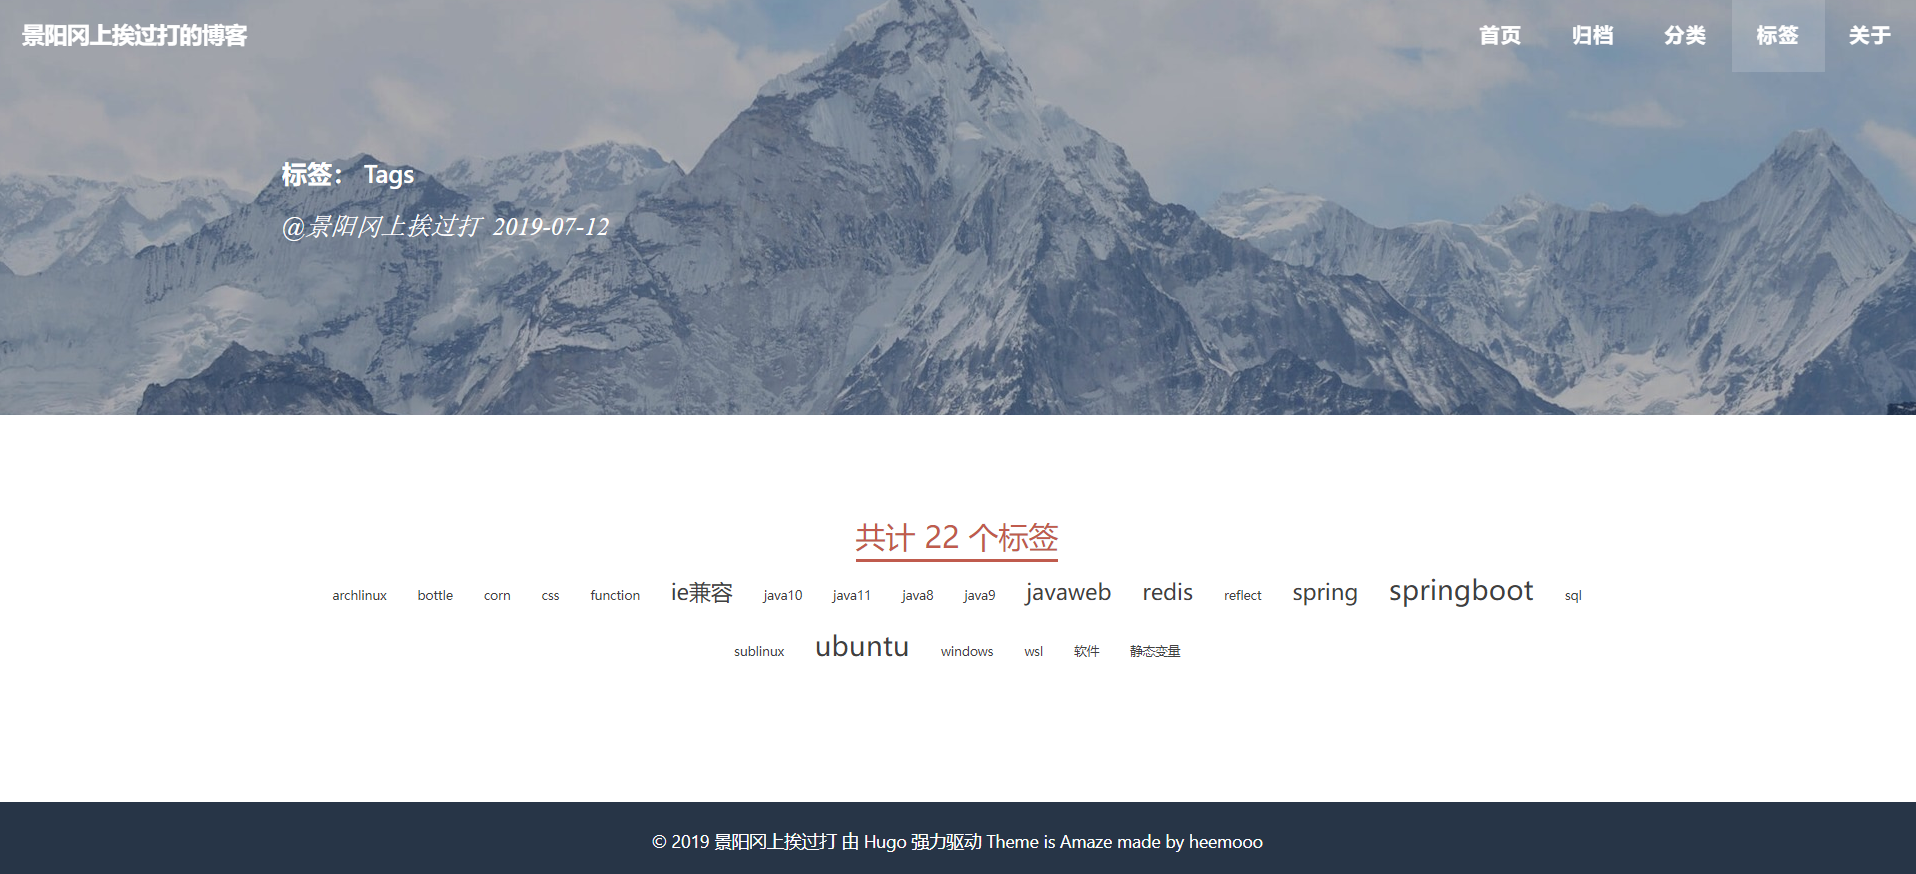 景阳冈上挨过打的博客 首页 归档 分类 标签 关于
标签： Tags
@景阳冈上挨过打 2019-07-12
共计 22 个标签
archlinux bottle corn css function ie兼容 java10 java11 java8 java9 javaweb redis reflect spring springboot sql
sublinux ubuntu windows wsl 软件 静态变量
© 2019 景阳冈上挨过打 由 Hugo 强力驱动 Theme is Amaze made by heemooo